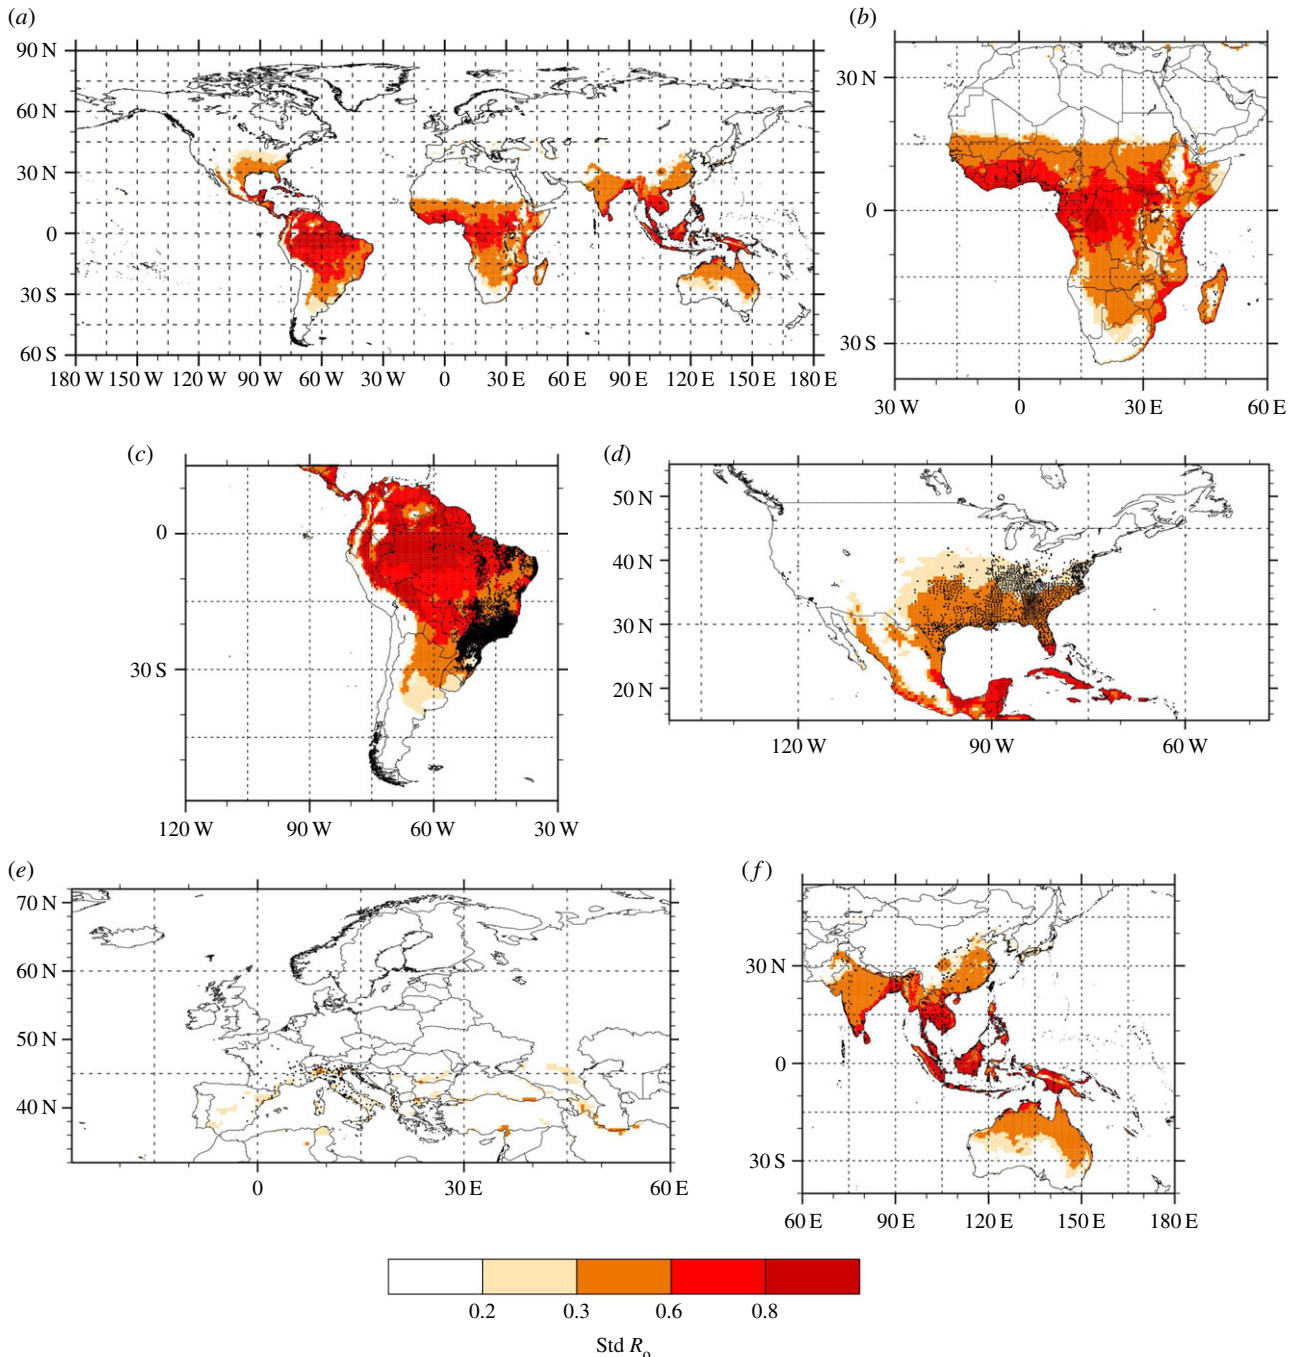 (a)
(b)
90 N
60 N
30 N
0
30 S
60 S
180 W 150 W 120 W 90 W 60 W 30 W 0 30 E 60 E 90 E 120 E 150 E 180 E
30 N
0
30 S
30 W 0 30 E 60 E
(c)
(d)
0
30 S
120 W 90 W 60 W 30 W
50 N
40 N
30 N
20 N
120 W 90 W 60 W
(e)
(f)
70 N
60 N
50 N
40 N
0 30 E 60 E
30 N
0
30 S
60 E 90 E 120 E 150 E 180 E
0.2 0.3 0.6 0.8
Std Ro